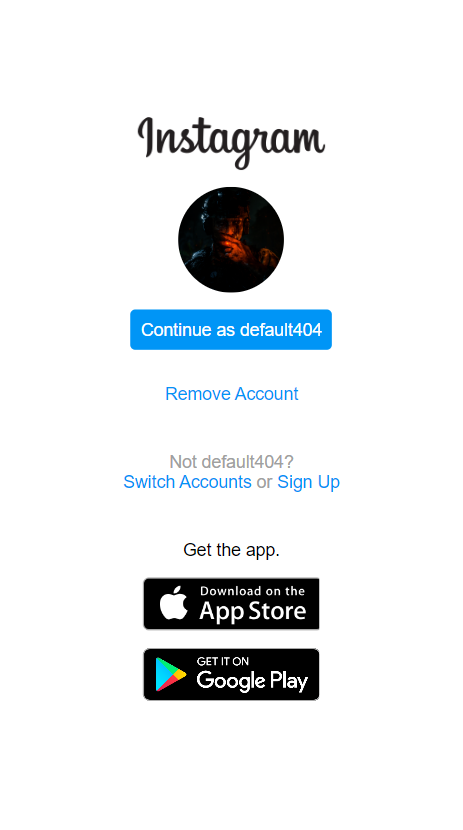 Instagram
Continue as default404
Remove Account
Not default404?
Switch Accounts or Sign Up
Get the app.
Download on the
App Store
GET IT ON
Google Play